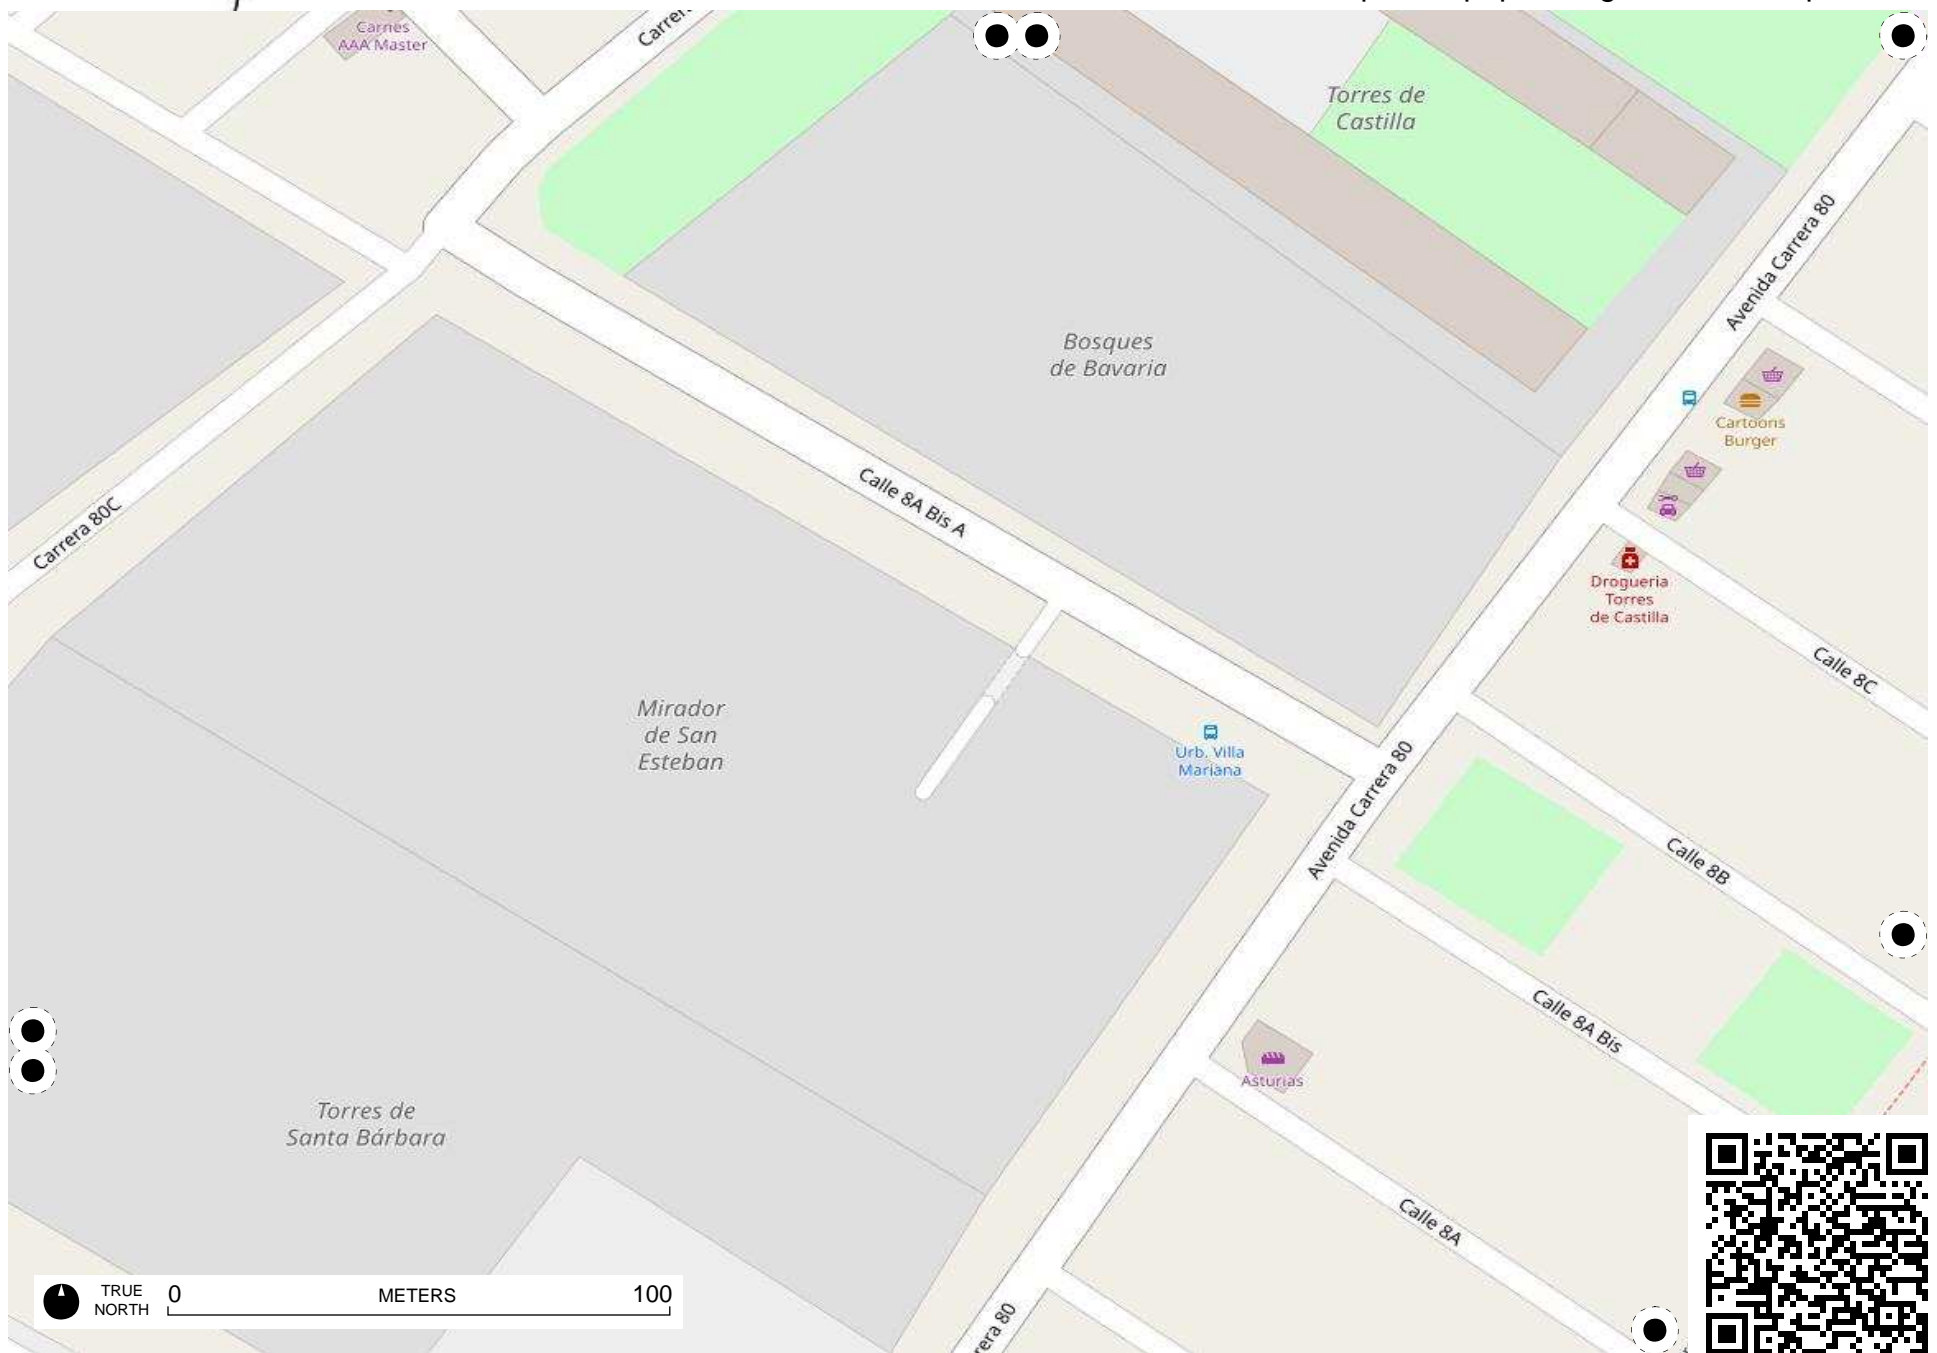 Carnes
AAA Master
Torres de
Castilla
Avenida Carrera 80
Bosques
de Bavaria
Cartoons
Burger
Calle 8A Bis A
Carrera 80C
Drogueria
Torres
de Castilla
Calle 8C
Mirador
de San
Esteban
Urb. Villa
Mariana
Avenida Carrera 80
Calle 8B
Calle 8A Bis
Asturias
Torres de
Santa Bárbara
Calle 8A
TRUE
NORTH
0 METERS 100
80